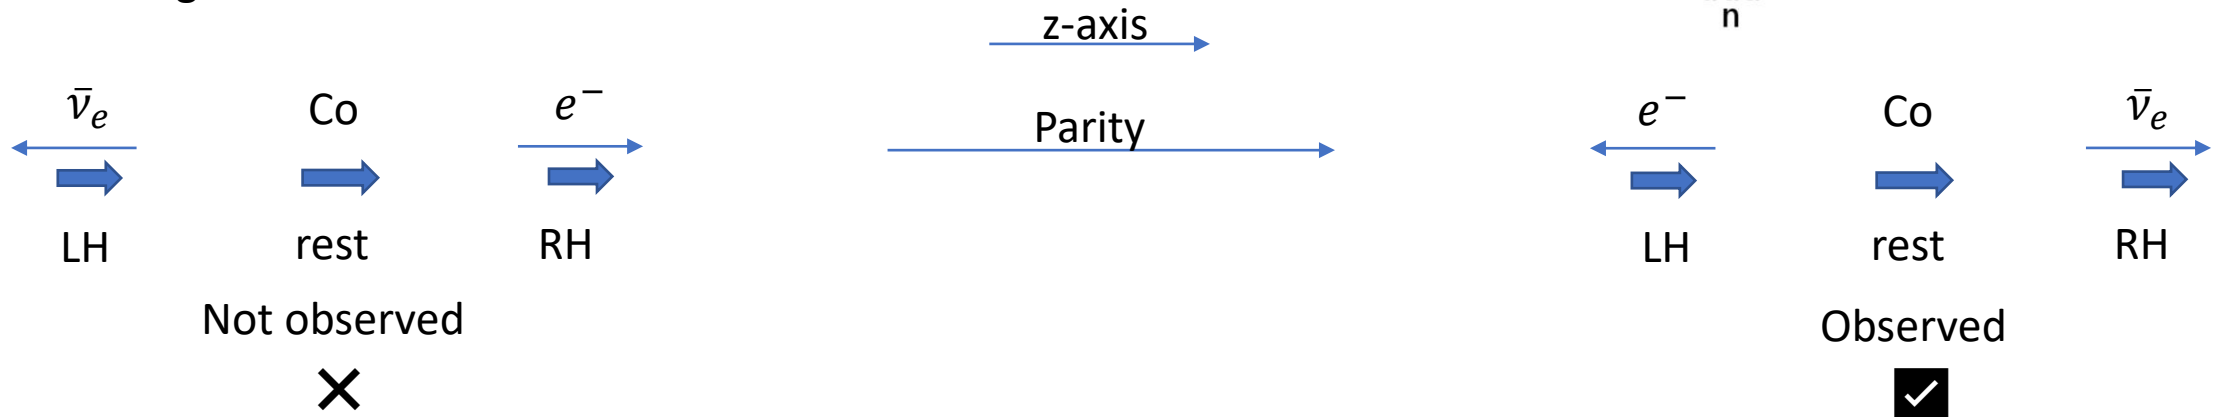 n
z-axis
ν̄ₑ Co e⁻ Parity e⁻ Co ν̄ₑ
LH rest RH LH rest RH
Not observed Observed